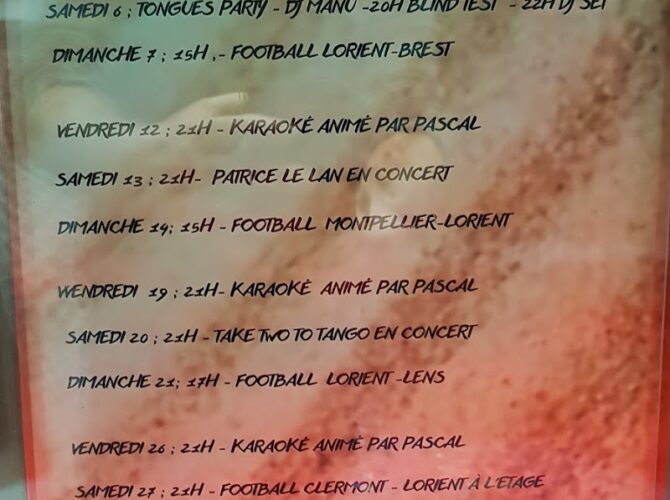 SAMEDI 6 ; TONGUES PARTY - DJ MANU -20H BLIND TEST - 22H DJ SET
DIMANCHE 7 ; 15H ,- FOOTBALL LORIENT-BREST
VENDREDI 12 ; 21H - KARAOKÉ ANIMÉ PAR PASCAL
SAMEDI 13 ; 21H- PATRICE LE LAN EN CONCERT
DIMANCHE 14; 15H - FOOTBALL MONTPELLIER-LORIENT
WENDREDI 19 ; 21H- KARAOKÉ ANIMÉ PAR PASCAL
SAMEDI 20 ; 21H - TAKE TWO TO TANGO EN CONCERT
DIMANCHE 21; 17H - FOOTBALL LORIENT -LENS
VENDREDI 26 ; 21H - KARAOKÉ ANIMÉ PAR PASCAL
SAMEDI 27 ; 21H - FOOTBALL CLERMONT - LORIENT À L'ETAGE